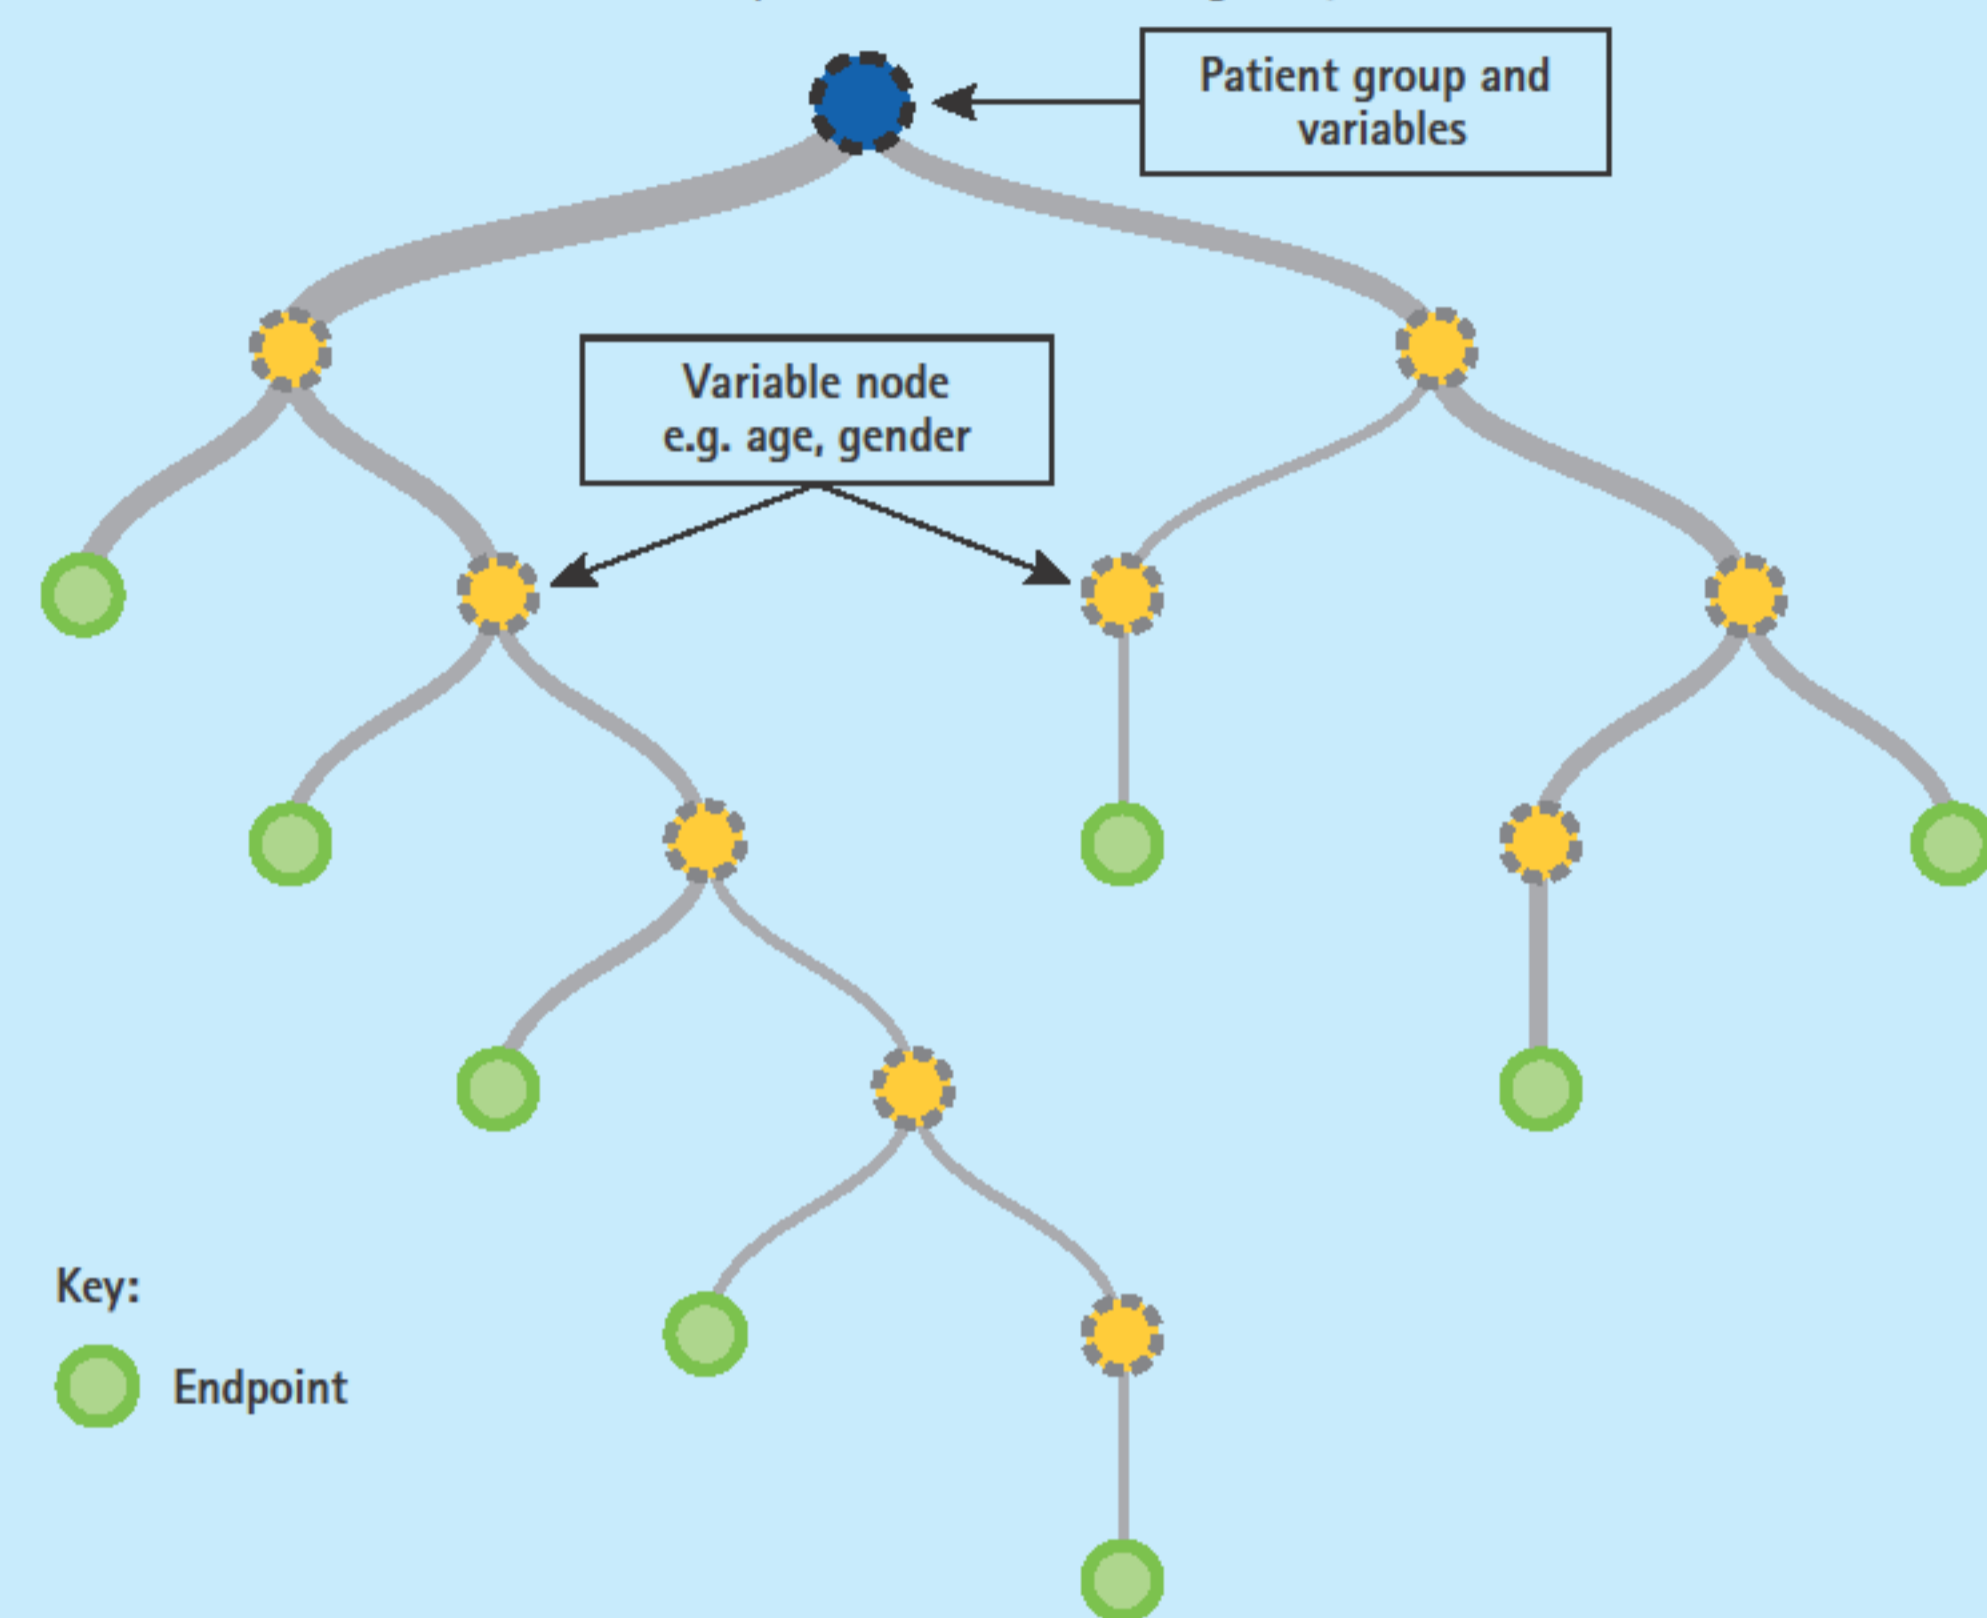 Patient group and
variables
Variable node
e.g. age, gender
Key:
Endpoint